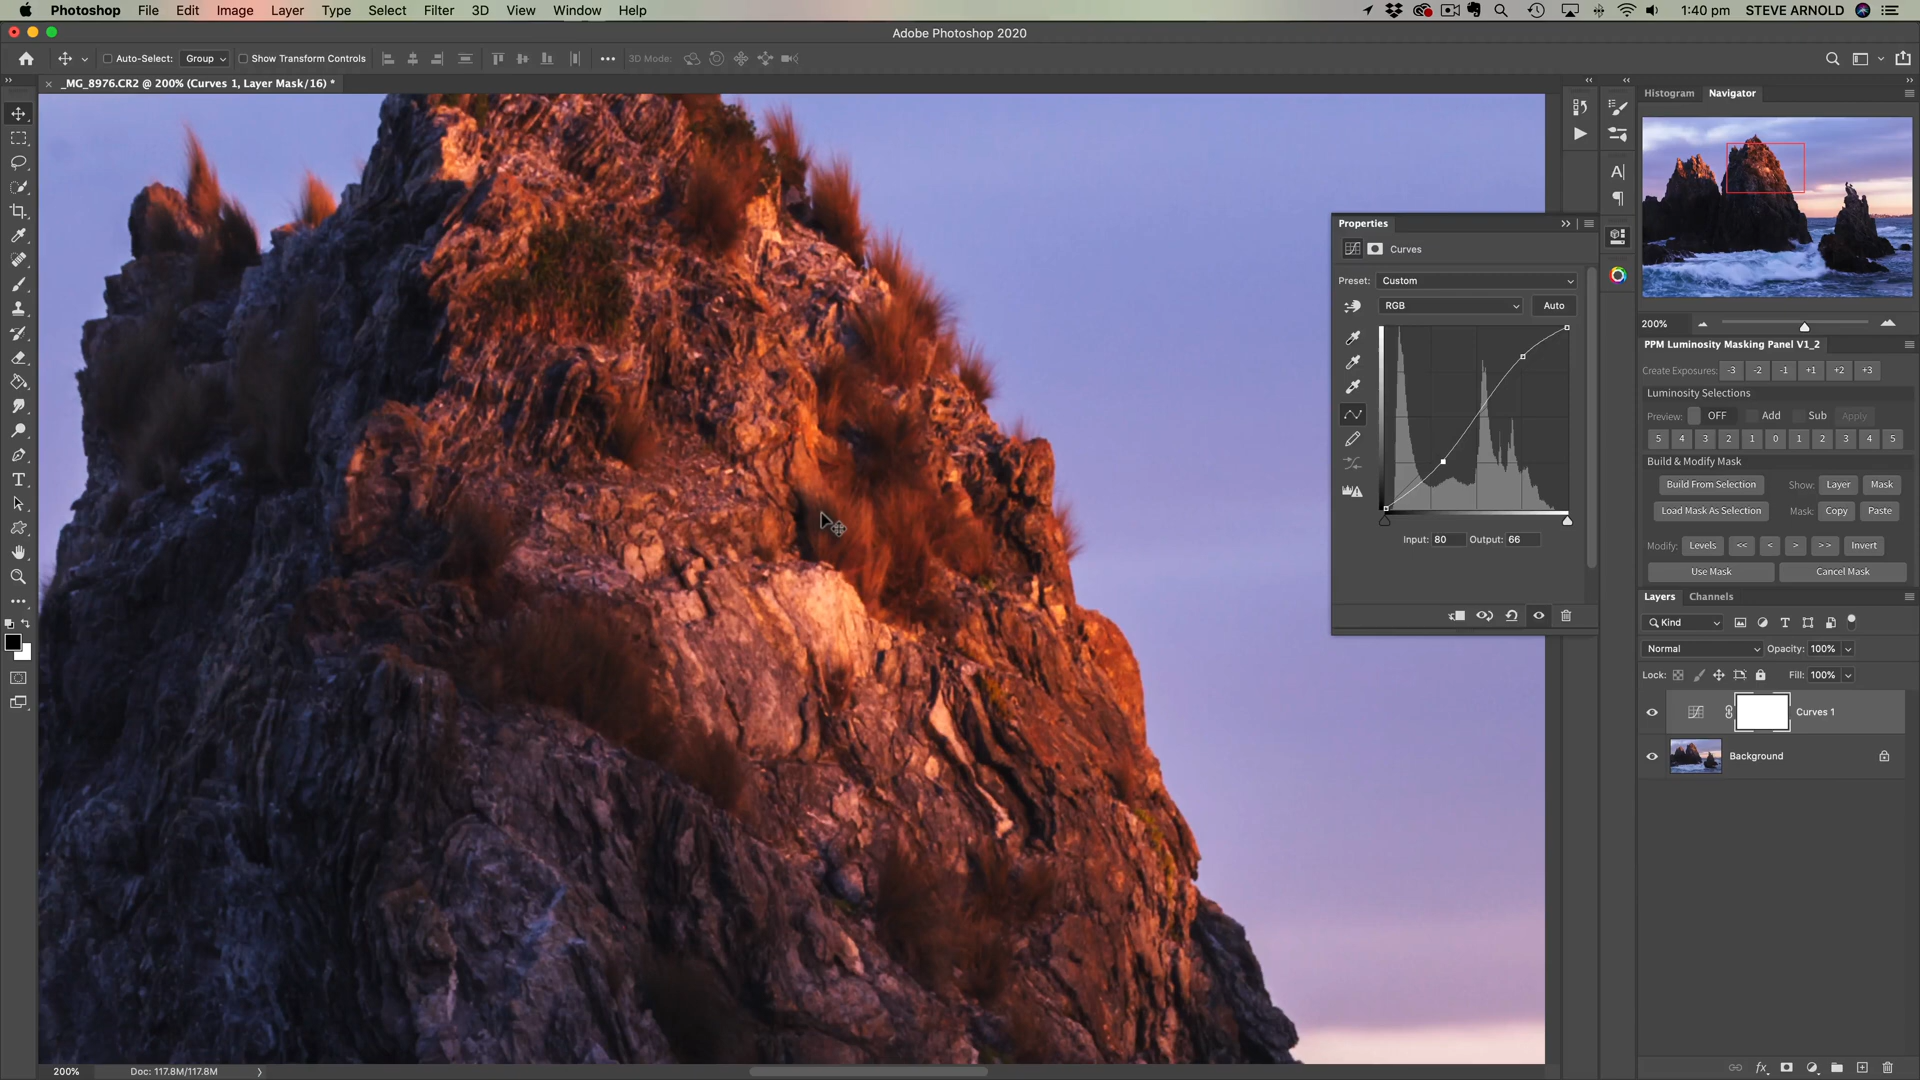 Photoshop File Edit Image Layer Type Select Filter 3D View Window Help 1:40 pm STEVE ARNOLD
Adobe Photoshop 2020
Auto-Select: Group Show Transform Controls 3D Mode:
_MG_8976.CR2 @ 200% (Curves 1, Layer Mask/16) *
Histogram Navigator
200%
PPM Luminosity Masking Panel V1_2
Create Exposures: -3 -2 -1 +1 +2 +3
Luminosity Selections
Preview: OFF Add Sub Apply
5 4 3 2 1 0 1 2 3 4 5
Build & Modify Mask
Build From Selection Show: Layer Mask
Load Mask As Selection Mask: Copy Paste
Modify: Levels << < > >> Invert
Use Mask Cancel Mask
Properties
Curves
Preset: Custom
RGB Auto
Input: 80 Output: 66
Layers Channels
Kind
Normal Opacity: 100%
Lock: Fill: 100%
Curves 1
Background
fx
200% Doc: 117.8M/117.8M